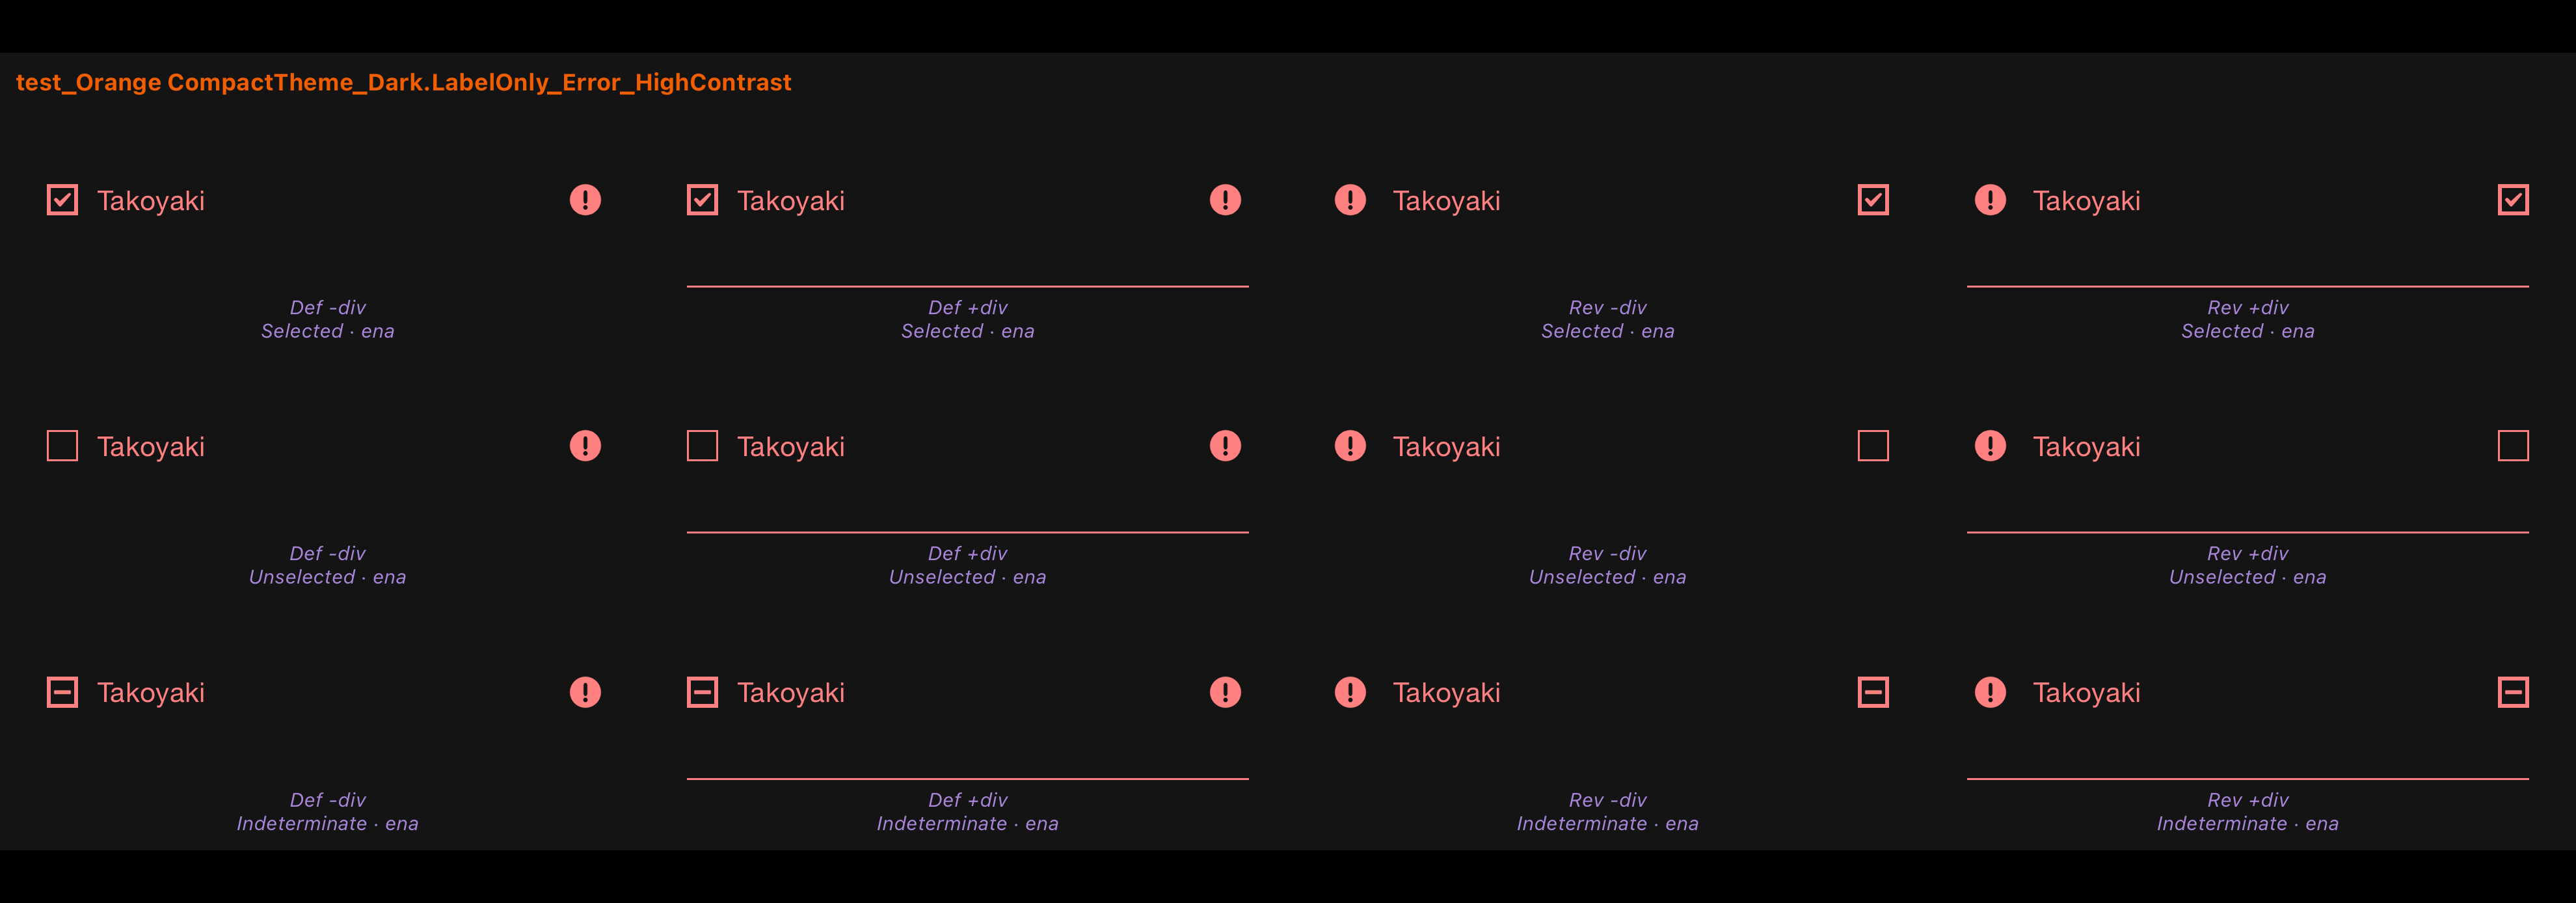 test_Orange CompactTheme_Dark.LabelOnly_Error_HighContrast
Takoyaki
Takoyaki
Takoyaki
Takoyaki
Def -div
Selected · ena
Def +div
Selected · ena
Rev -div
Selected · ena
Rev +div
Selected · ena
Takoyaki
Takoyaki
Takoyaki
Takoyaki
Def -div
Unselected · ena
Def +div
Unselected · ena
Rev -div
Unselected · ena
Rev +div
Unselected · ena
Takoyaki
Takoyaki
Takoyaki
Takoyaki
Def -div
Indeterminate · ena
Def +div
Indeterminate · ena
Rev -div
Indeterminate · ena
Rev +div
Indeterminate · ena